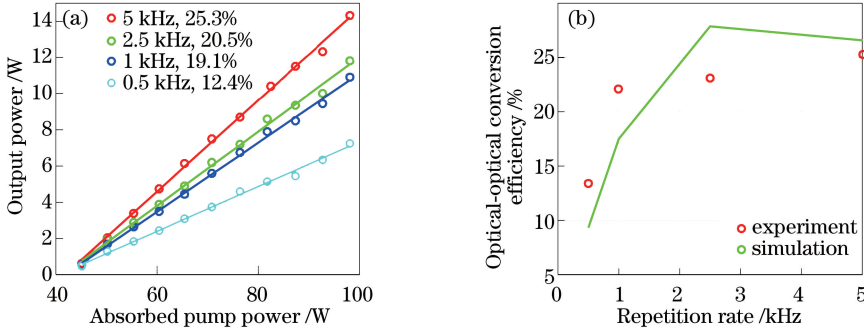 (a)
5 kHz, 25.3%
2.5 kHz, 20.5%
1 kHz, 19.1%
0.5 kHz, 12.4%
Output power /W
14
12
10
8
6
4
2
0
40
60
80
100
Absorbed pump power /W
(b)
Optical-optical conversion
efficiency /%
25
20
15
10
5
0
1
2
3
4
5
experiment
simulation
Repetition rate /kHz